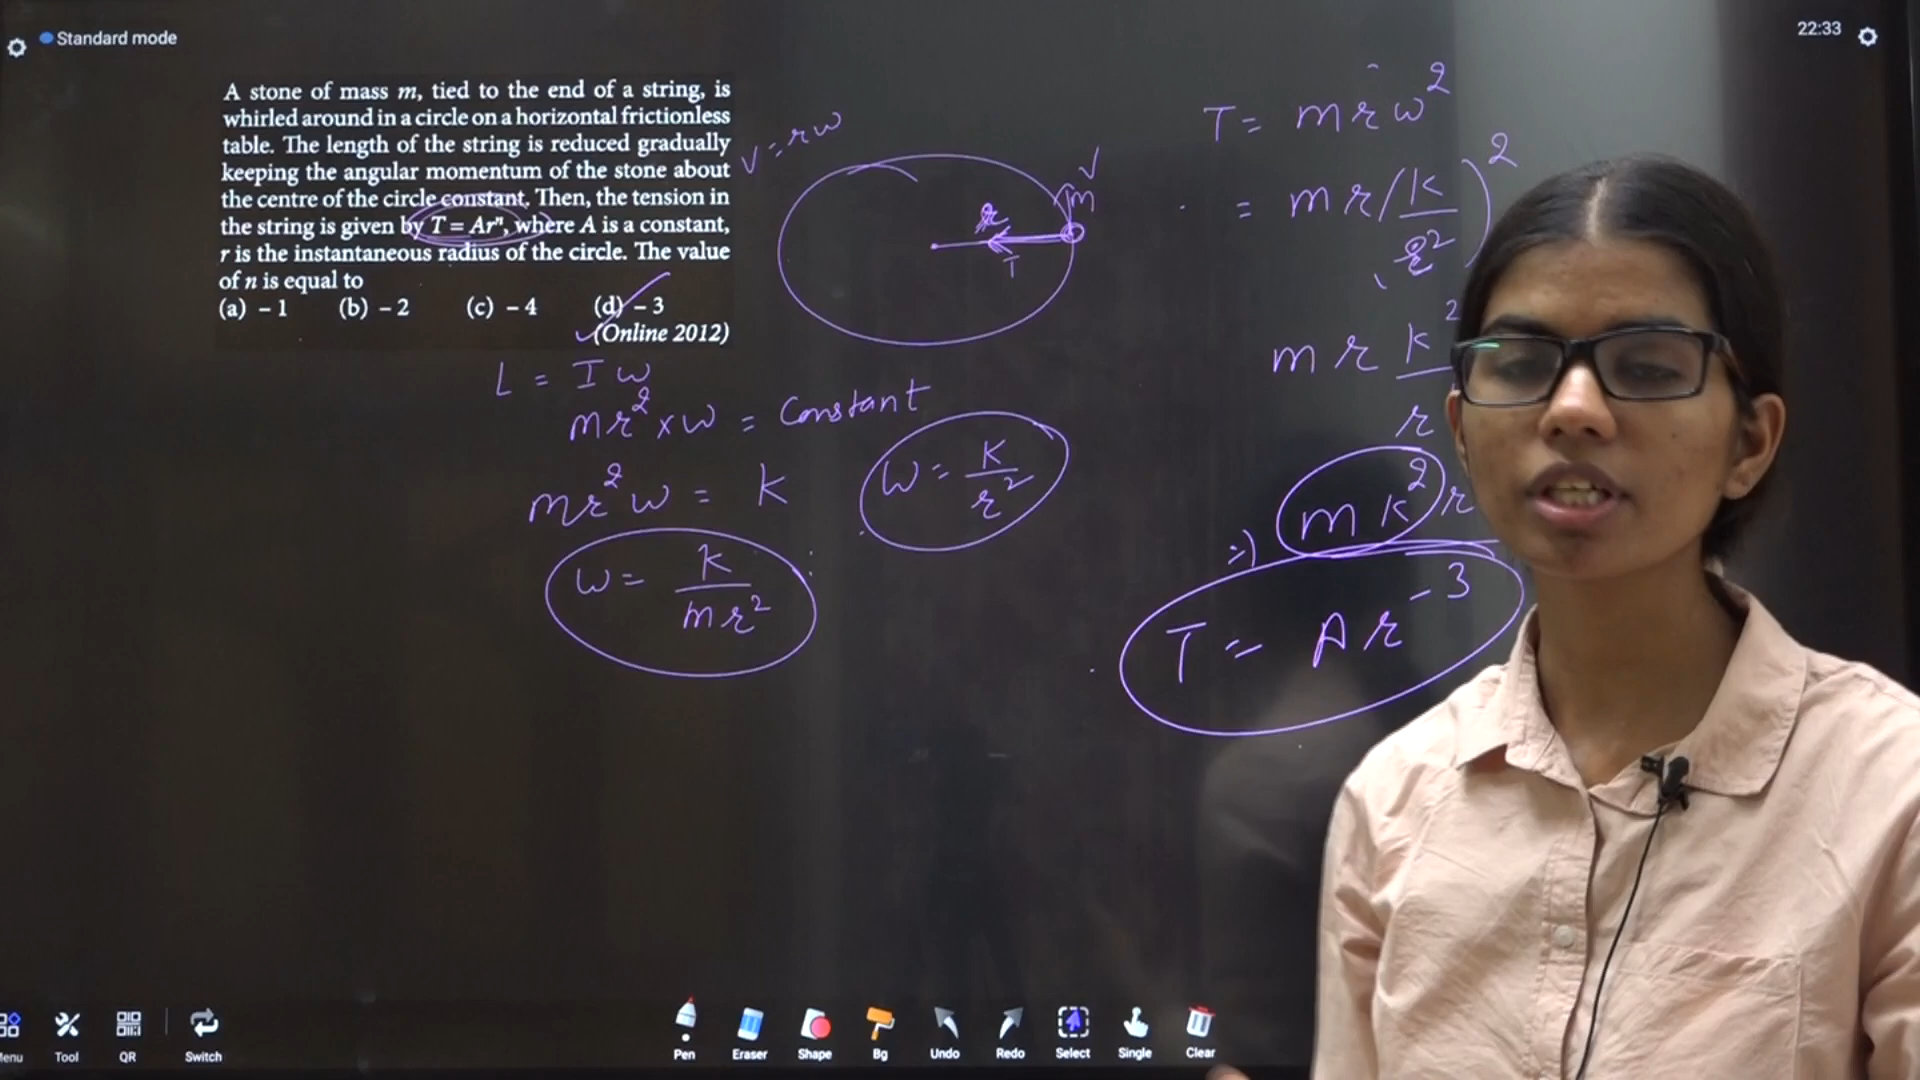 Standard mode
22:33
A stone of mass m, tied to the end of a string, is
whirled around in a circle on a horizontal frictionless
table. The length of the string is reduced gradually
keeping the angular momentum of the stone about
the centre of the circle constant. Then, the tension in
the string is given by T = Arⁿ, where A is a constant,
r is the instantaneous radius of the circle. The value
of n is equal to
(a) – 1 (b) – 2 (c) – 4 (d) – 3
(Online 2012)
v = rω
v
m
r
T
L = Iω
mr² × ω = Constant
mr²ω = K
ω = K/r²
ω = K/mr²
T = mrω²
= mr(K/r²)²
mr K²
r
⇒ mK²r
T = Ar⁻³
Tool
QR
Switch
Pen
Eraser
Shape
Bg
Undo
Redo
Select
Single
Clear